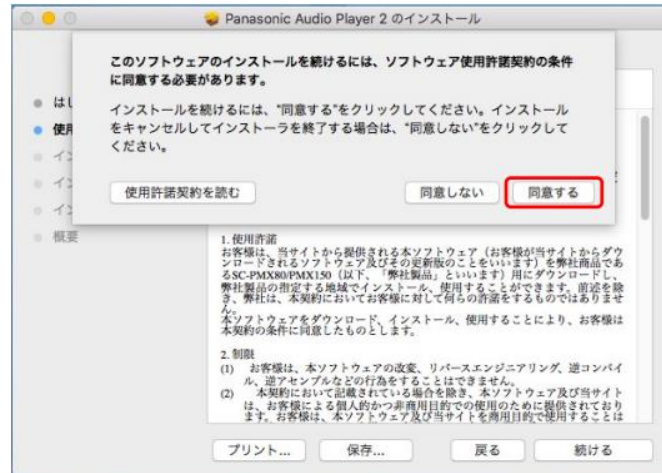 Panasonic Audio Player 2 のインストール
このソフトウェアのインストールを続けるには、ソフトウェア使用許諾契約の条件
に同意する必要があります。
インストールを続けるには、"同意する"をクリックしてください。インストール
をキャンセルしてインストーラを終了する場合は、"同意しない"をクリックして
ください。
使用許諾契約を読む
同意しない
同意する
概要
1. 使用許諾
お客様は、当サイトから提供される本ソフトウェア（お客様が当サイトからダウ
ンロードされるソフトウェア及びその更新版のことをいいます）を弊社商品であ
るSC-PMX80/PMX150（以下、「弊社製品」といいます）用にダウンロードし、
弊社製品の指定する地域でインストール、使用することができます。前述を除
き、弊社は、本契約においてお客様に対して何らの許諾をするものではありませ
ん。
本ソフトウェアをダウンロード、インストール、使用することにより、お客様は
本契約の条件に同意したものとします。
2. 制限
(1) お客様は、本ソフトウェアの改変、リバースエンジニアリング、逆コンパイ
ル、逆アセンブルなどの行為をすることはできません。
(2) 本契約において記載されている場合を除き、本ソフトウェア及び当サイト
は、お客様による個人的かつ非商用目的での使用のために提供されており
ます。お客様は、本ソフトウェア及び当サイトを商用目的で使用することは
プリント...
保存...
戻る
続ける